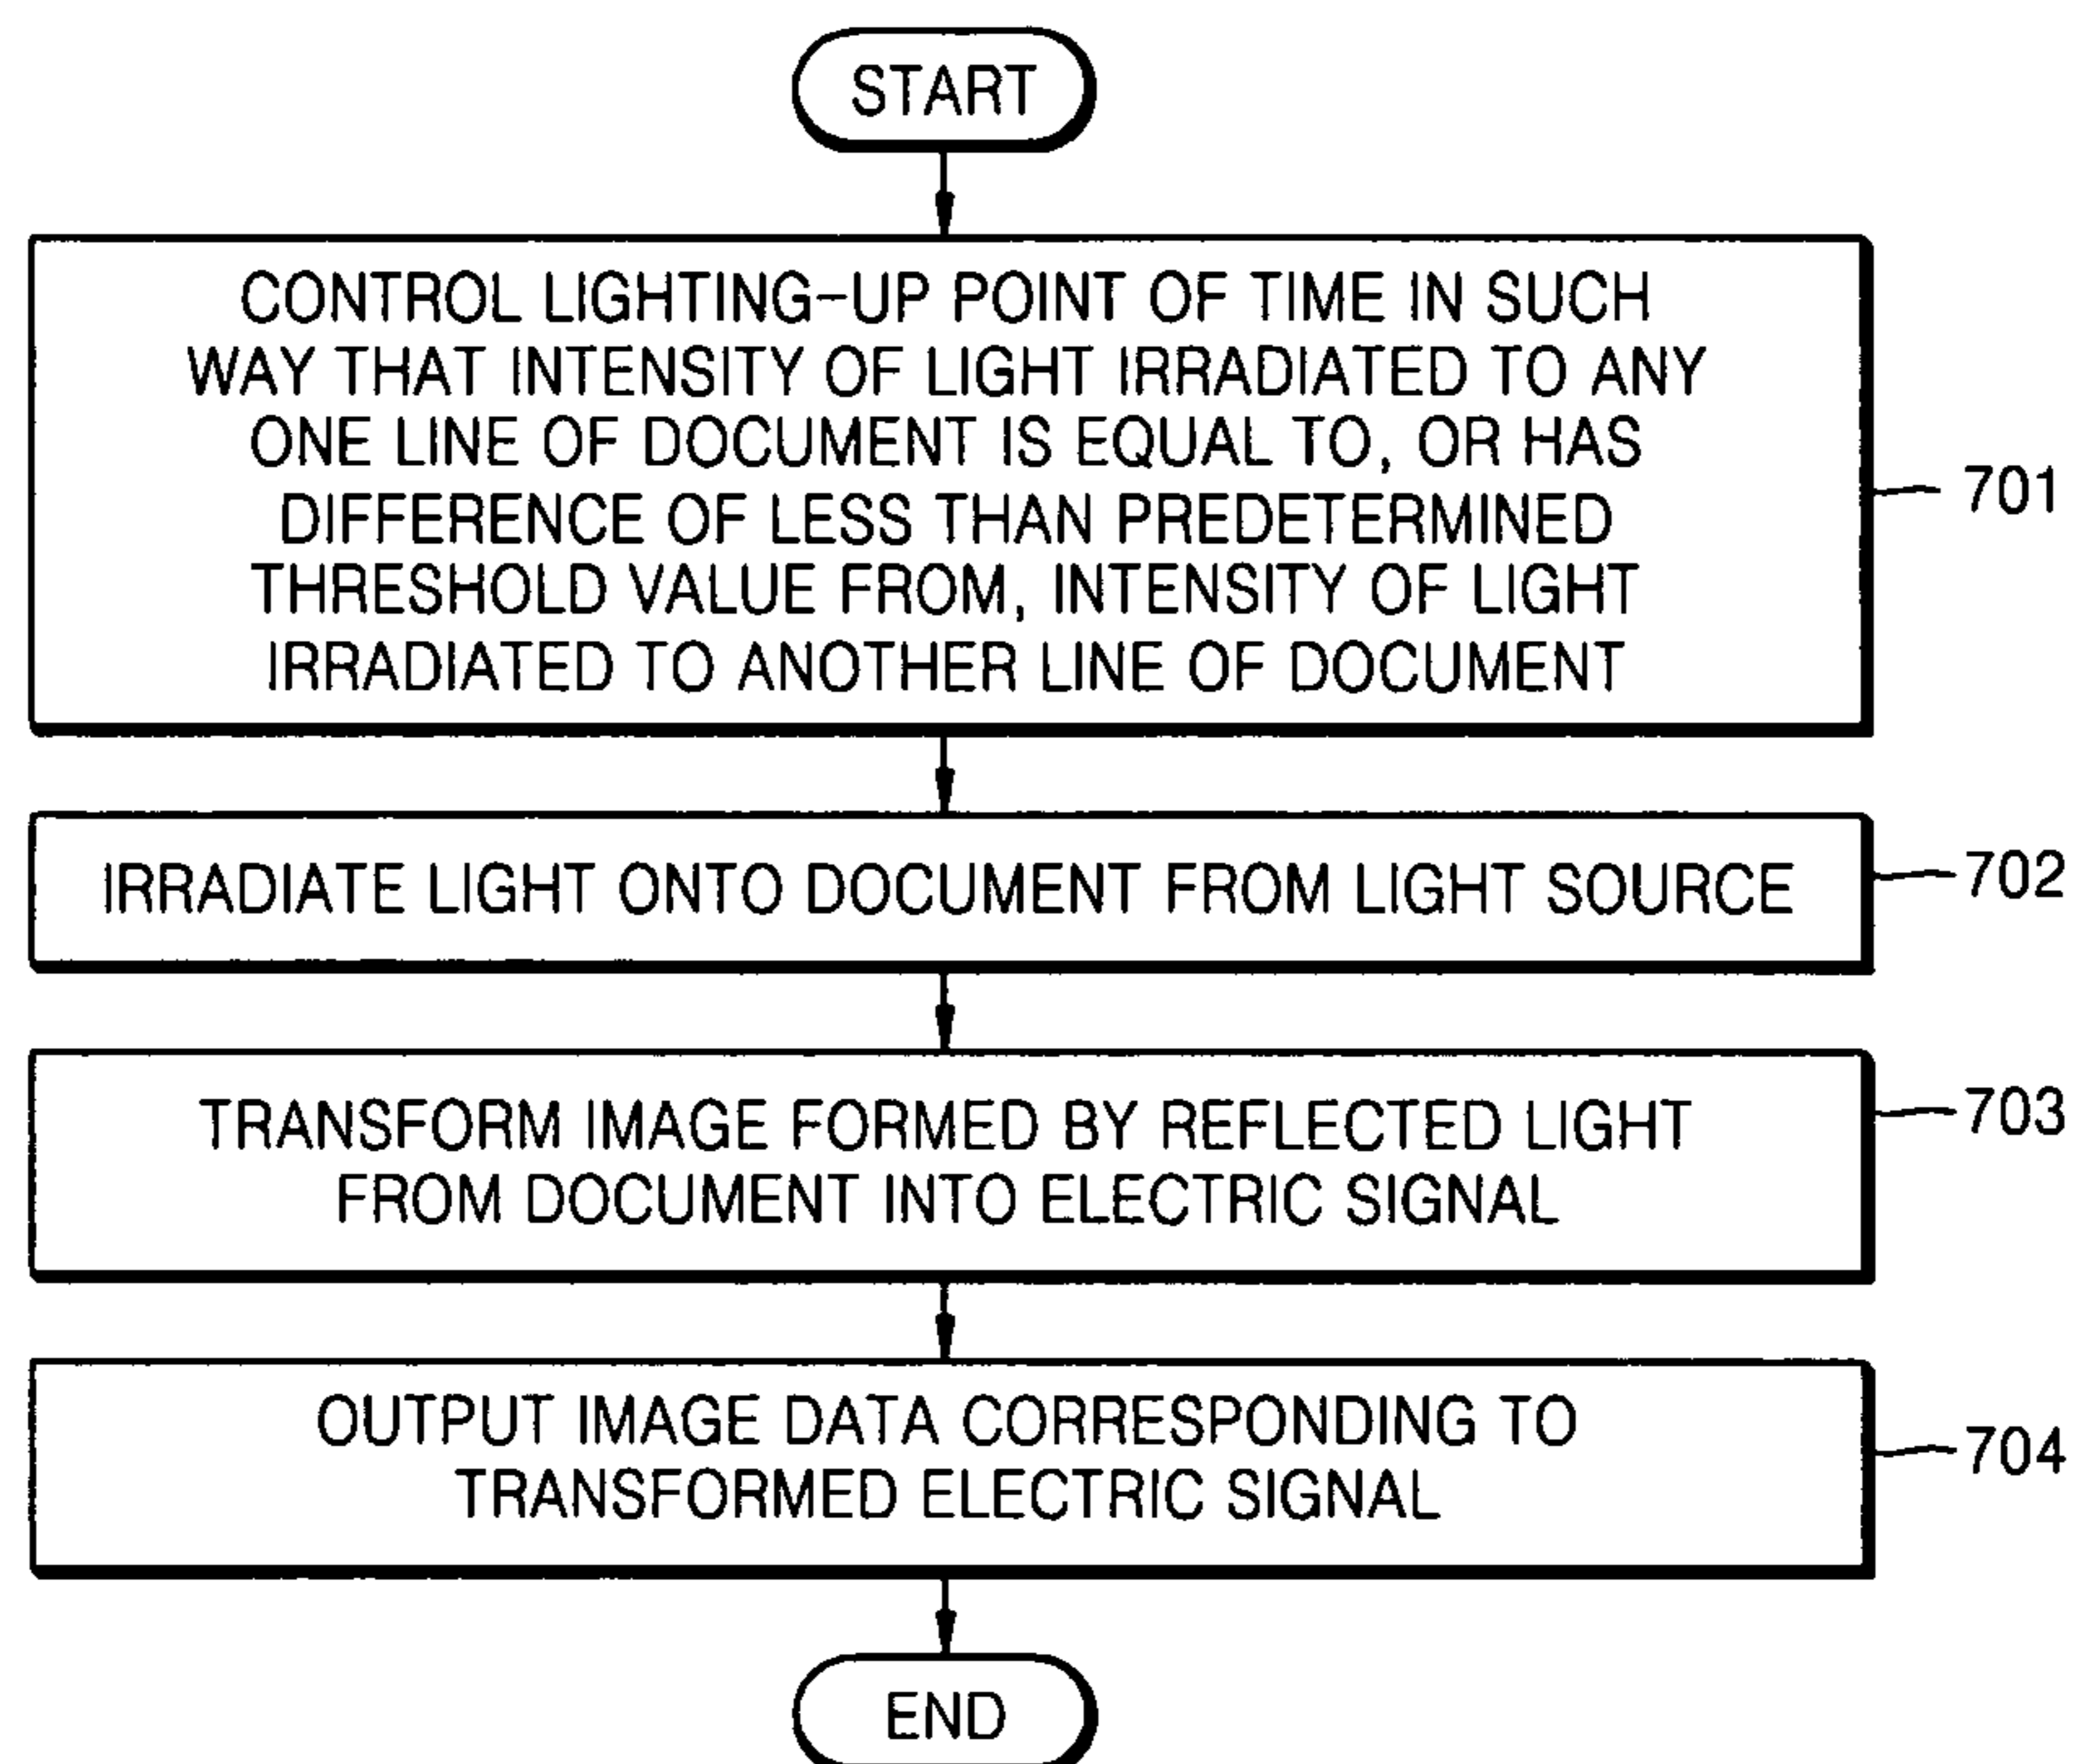 START
CONTROL LIGHTING-UP POINT OF TIME IN SUCH
WAY THAT INTENSITY OF LIGHT IRRADIATED TO ANY
ONE LINE OF DOCUMENT IS EQUAL TO, OR HAS
DIFFERENCE OF LESS THAN PREDETERMINED
THRESHOLD VALUE FROM, INTENSITY OF LIGHT
IRRADIATED TO ANOTHER LINE OF DOCUMENT
701
IRRADIATE LIGHT ONTO DOCUMENT FROM LIGHT SOURCE
702
TRANSFORM IMAGE FORMED BY REFLECTED LIGHT
FROM DOCUMENT INTO ELECTRIC SIGNAL
703
OUTPUT IMAGE DATA CORRESPONDING TO
TRANSFORMED ELECTRIC SIGNAL
704
END